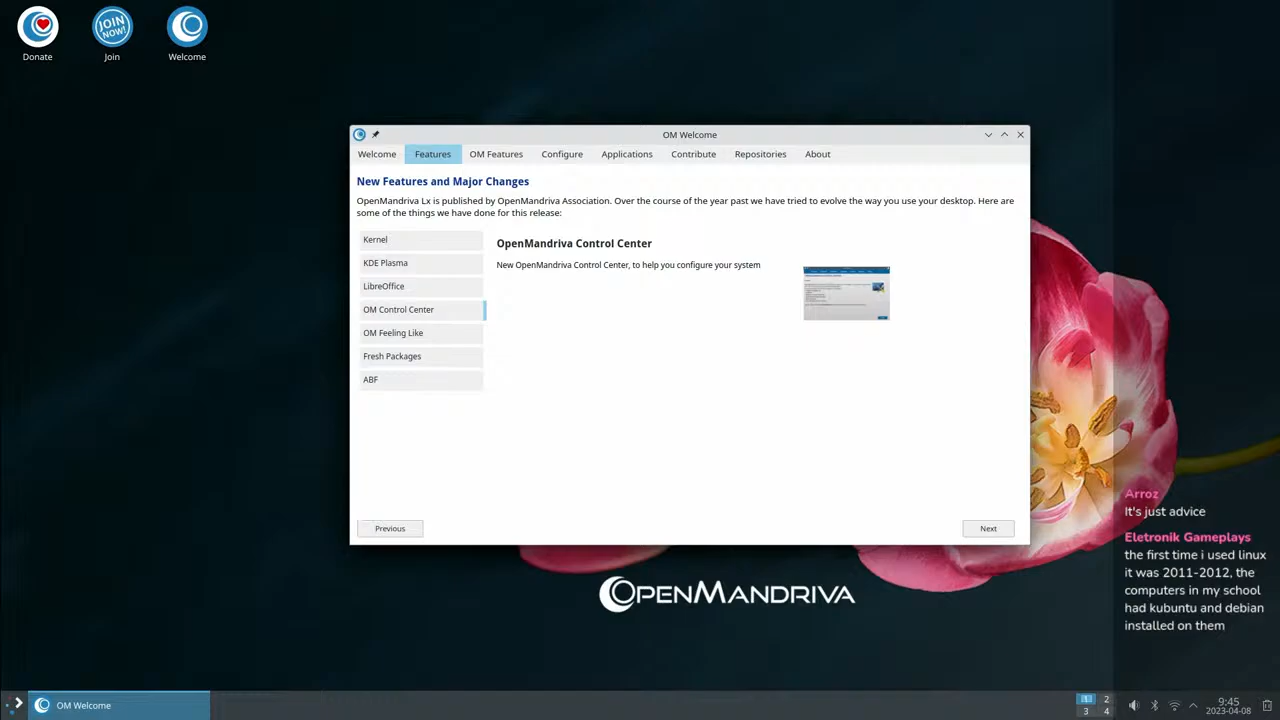 Donate
Join
Welcome
JOIN
NOW!
OM Welcome
Welcome
Features
OM Features
Configure
Applications
Contribute
Repositories
About
New Features and Major Changes
OpenMandriva Lx is published by OpenMandriva Association. Over the course of the year past we have tried to evolve the way you use your desktop. Here are
some of the things we have done for this release:
Kernel
KDE Plasma
LibreOffice
OM Control Center
OM Feeling Like
Fresh Packages
ABF
OpenMandriva Control Center
New OpenMandriva Control Center, to help you configure your system
Previous
Next
OPENMANDRIVA
Arroz
It's just advice
Eletronik Gameplays
the first time i used linux
it was 2011-2012, the
computers in my school
had kubuntu and debian
installed on them
OM Welcome
2
3 4
9:45
2023-04-08